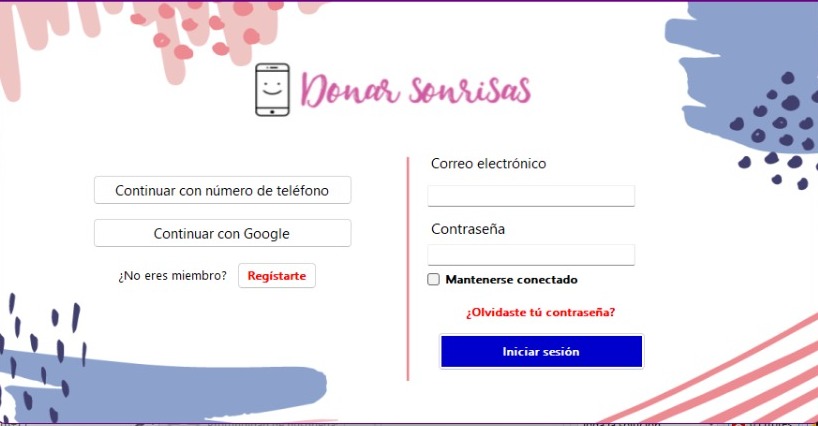 Donar sonrisas
Continuar con número de teléfono
Continuar con Google
¿No eres miembro? Regístarte
Correo electrónico
Contraseña
Mantenerse conectado
¿Olvidaste tú contraseña?
Iniciar sesión